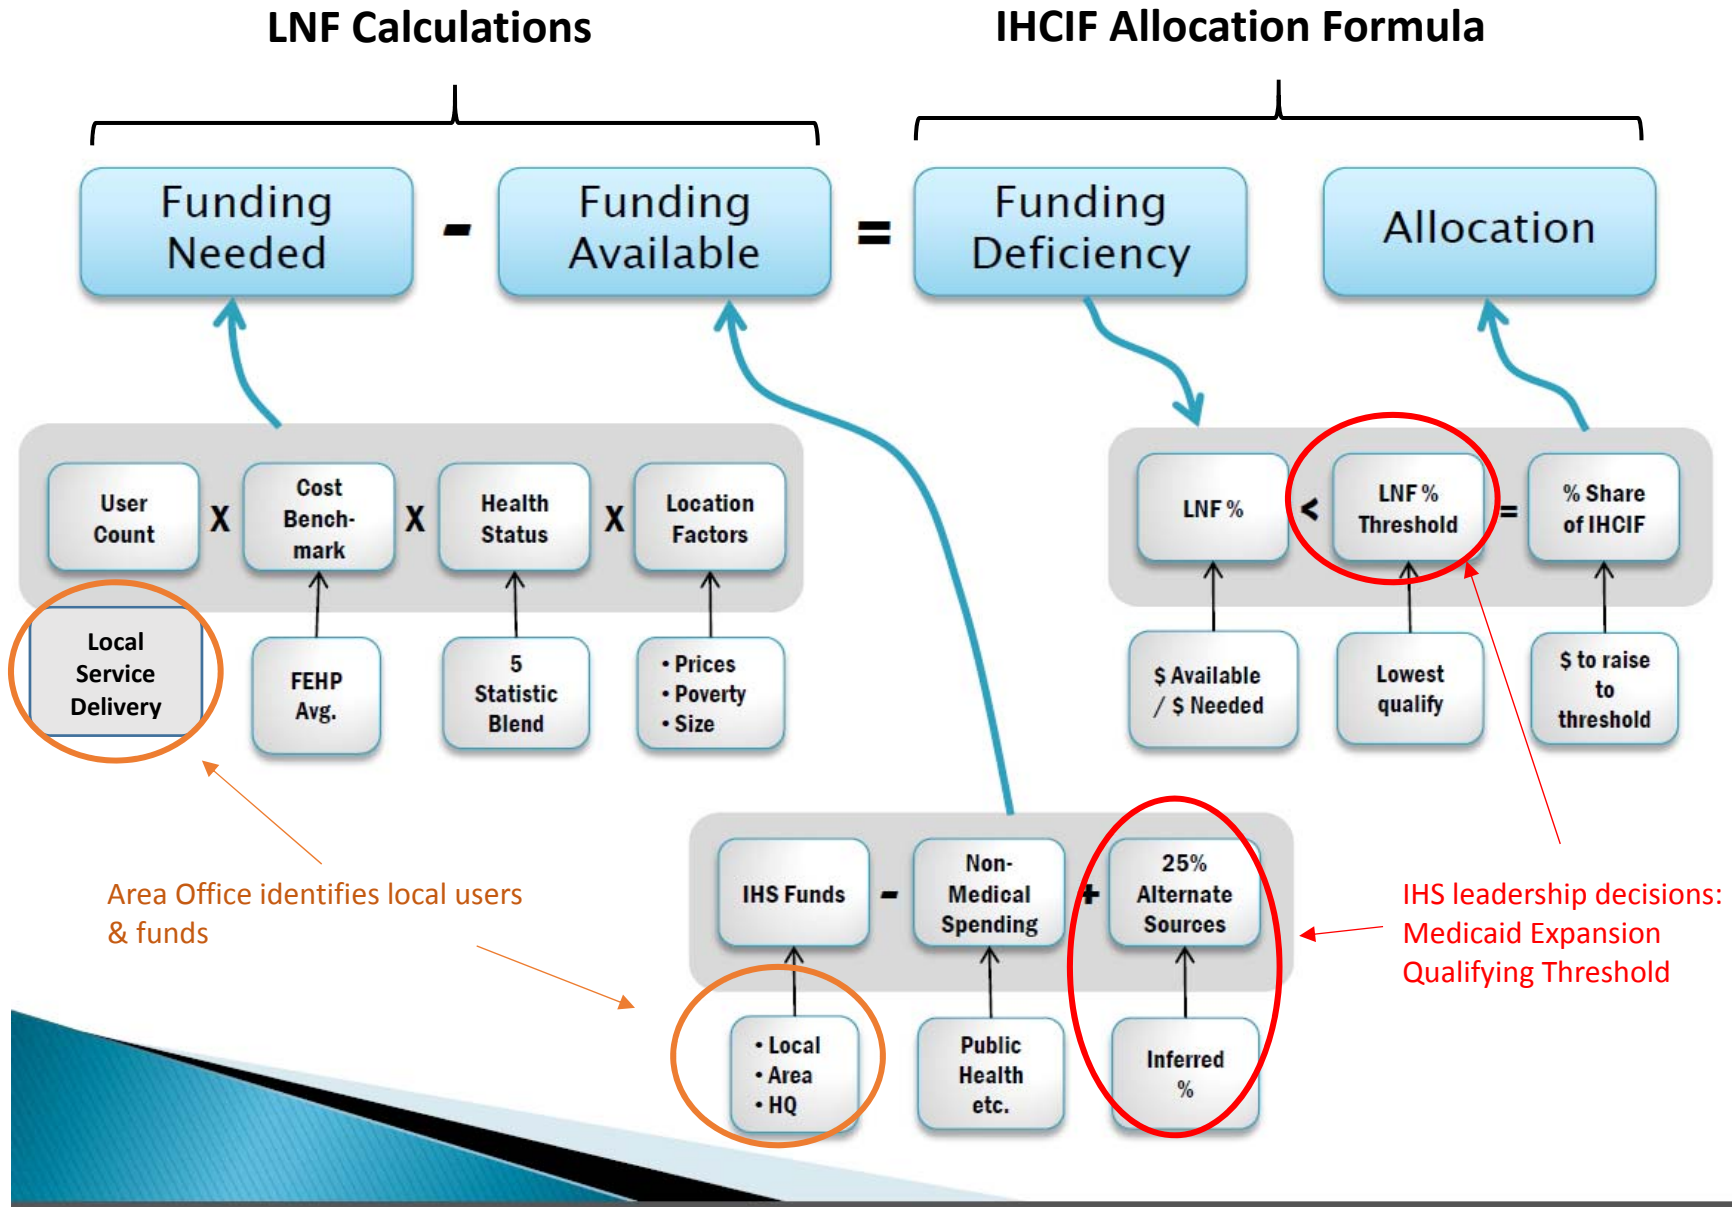 LNF Calculations
IHCIF Allocation Formula
Funding
Needed
-
Funding
Available
=
Funding
Deficiency
Allocation
User
Count
X
Cost
Bench-
mark
X
Health
Status
X
Location
Factors
LNF %
<
LNF %
Threshold
=
% Share
of IHCIF
Local
Service
Delivery
FEHP
Avg.
5
Statistic
Blend
• Prices
• Poverty
• Size
$ Available
/ $ Needed
Lowest
qualify
$ to raise
to
threshold
Area Office identifies local users
& funds
IHS Funds
-
Non-
Medical
Spending
+
25%
Alternate
Sources
IHS leadership decisions:
Medicaid Expansion
Qualifying Threshold
• Local
• Area
• HQ
Public
Health
etc.
Inferred
%